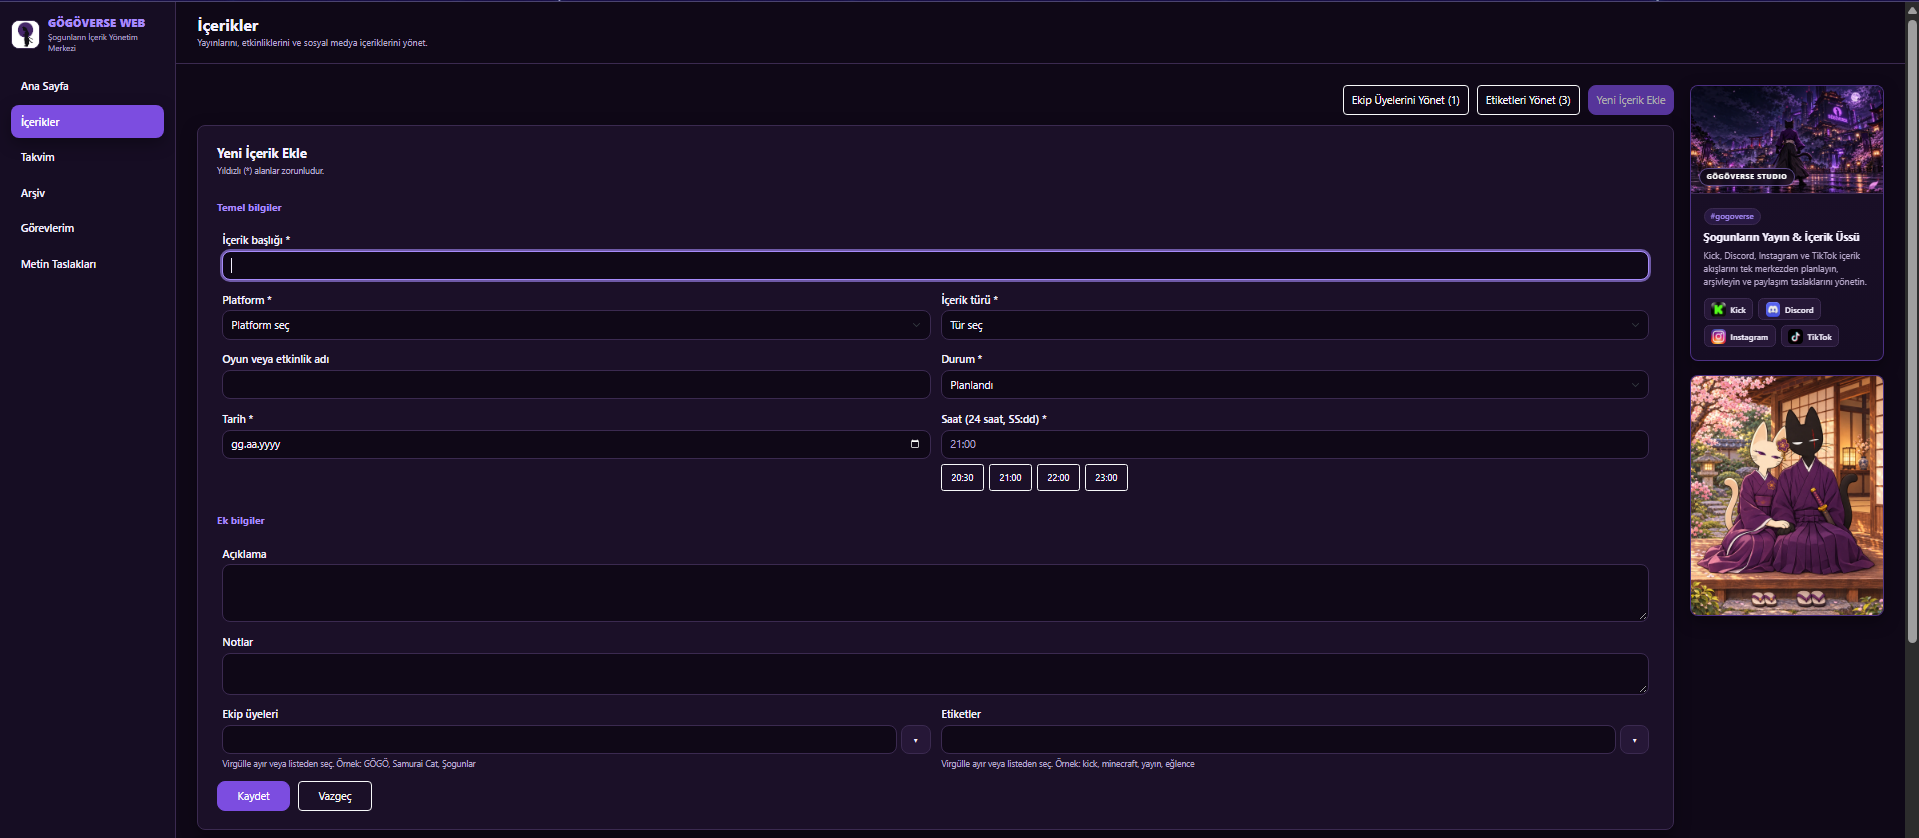 GÖGÖVERSE WEB
Şogunların İçerik Yönetim
Merkezi
Ana Sayfa
İçerikler
Takvim
Arşiv
Görevlerim
Metin Taslakları
İçerikler
Yayınlarını, etkinliklerini ve sosyal medya içeriklerini yönet.
Ekip Üyelerini Yönet (1)
Etiketleri Yönet (3)
Yeni İçerik Ekle
Yeni İçerik Ekle
Yıldızlı (*) alanlar zorunludur.
Temel bilgiler
İçerik başlığı *
Platform *
Platform seç
İçerik türü *
Tür seç
Oyun veya etkinlik adı
Durum *
Planlandı
Tarih *
gg.aa.yyyy
Saat (24 saat, SS:dd) *
21:00
20:30
21:00
22:00
23:00
Ek bilgiler
Açıklama
Notlar
Ekip üyeleri
Virgülle ayır veya listeden seç. Örnek: GÖGÖ, Samurai Cat, Şogunlar
Etiketler
Virgülle ayır veya listeden seç. Örnek: kick, minecraft, yayın, eğlence
Kaydet
Vazgeç
GÖGÖVERSE STUDIO
#gogoverse
Şogunların Yayın & İçerik Üssü
Kick, Discord, Instagram ve TikTok içerik
akışlarını tek merkezden planlayın,
arşivleyin ve paylaşım taslaklarını yönetin.
Kick
Discord
Instagram
TikTok